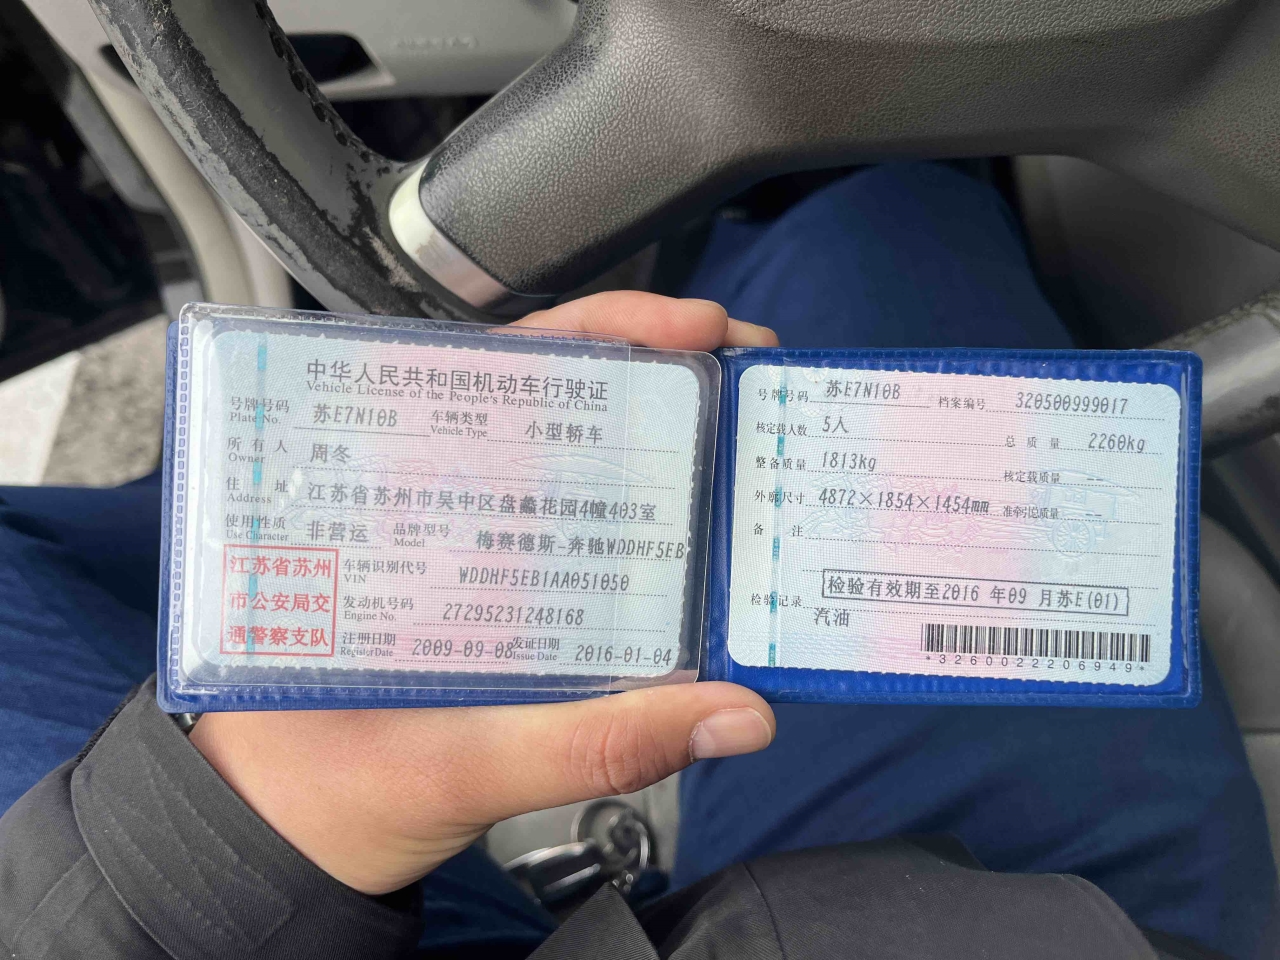 中华人民共和国机动车行驶证
Vehicle License of the People's Republic of China
号牌号码 苏E7N10B 车辆类型 小型轿车
Plate No. Vehicle Type
所有人 周冬
Owner
住址 江苏省苏州市吴中区盘蠡花园4幢403室
Address
使用性质 非营运 品牌型号 梅赛德斯-奔驰WDDHF5EB
Use Character Model
江苏省苏州
市公安局交
通警察支队
车辆识别代号 WDDHF5EB1AA051050
VIN
发动机号码 27295231248168
Engine No.
注册日期 2009-09-08 发证日期 2016-01-04
Register Date Issue Date
号牌号码 苏E7N10B 档案编号 320500999017
核定载人数 5人 总质量 2260kg
整备质量 1813kg 核定载质量 --
外廓尺寸 4872×1854×1454mm 准牵引总质量 --
备注
检验有效期至2016 年09 月苏E(01)
检验记录
汽油
*3260022206949*